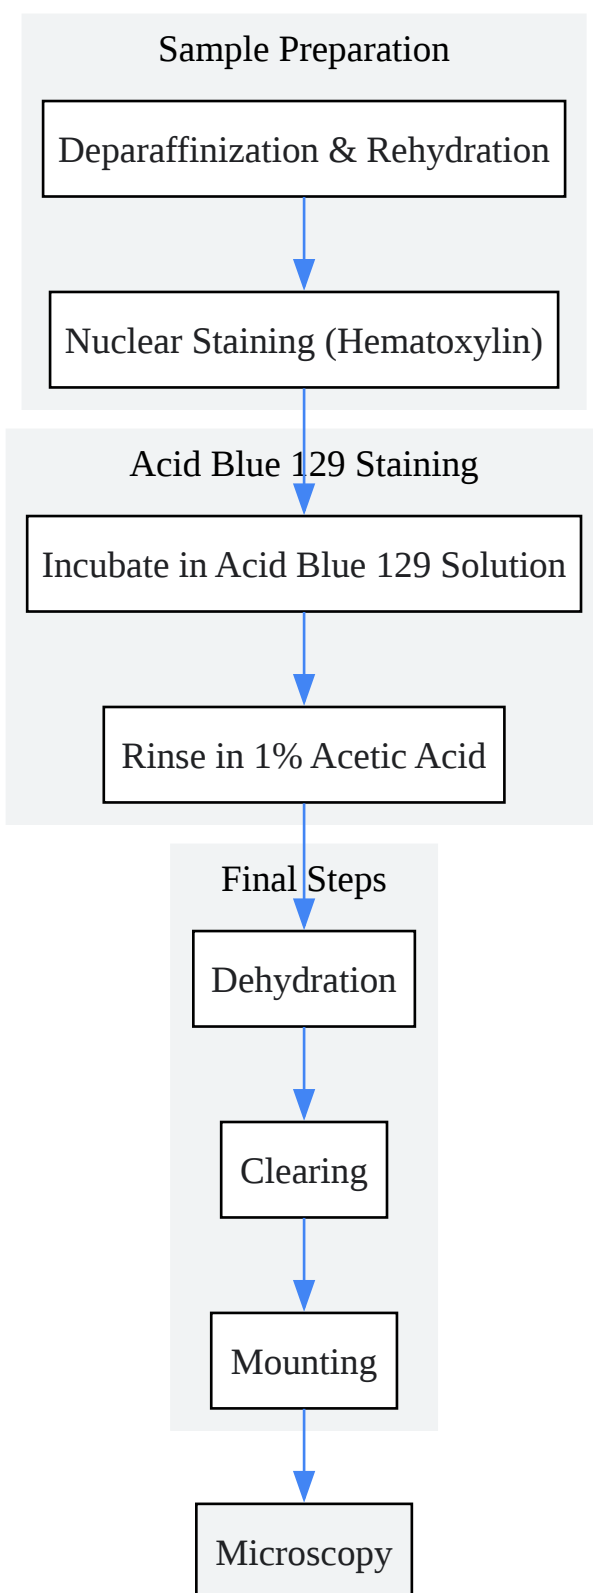 Sample Preparation
Deparaffinization & Rehydration
Nuclear Staining (Hematoxylin)
Acid Blue 129 Staining
Incubate in Acid Blue 129 Solution
Rinse in 1% Acetic Acid
Final Steps
Dehydration
Clearing
Mounting
Microscopy